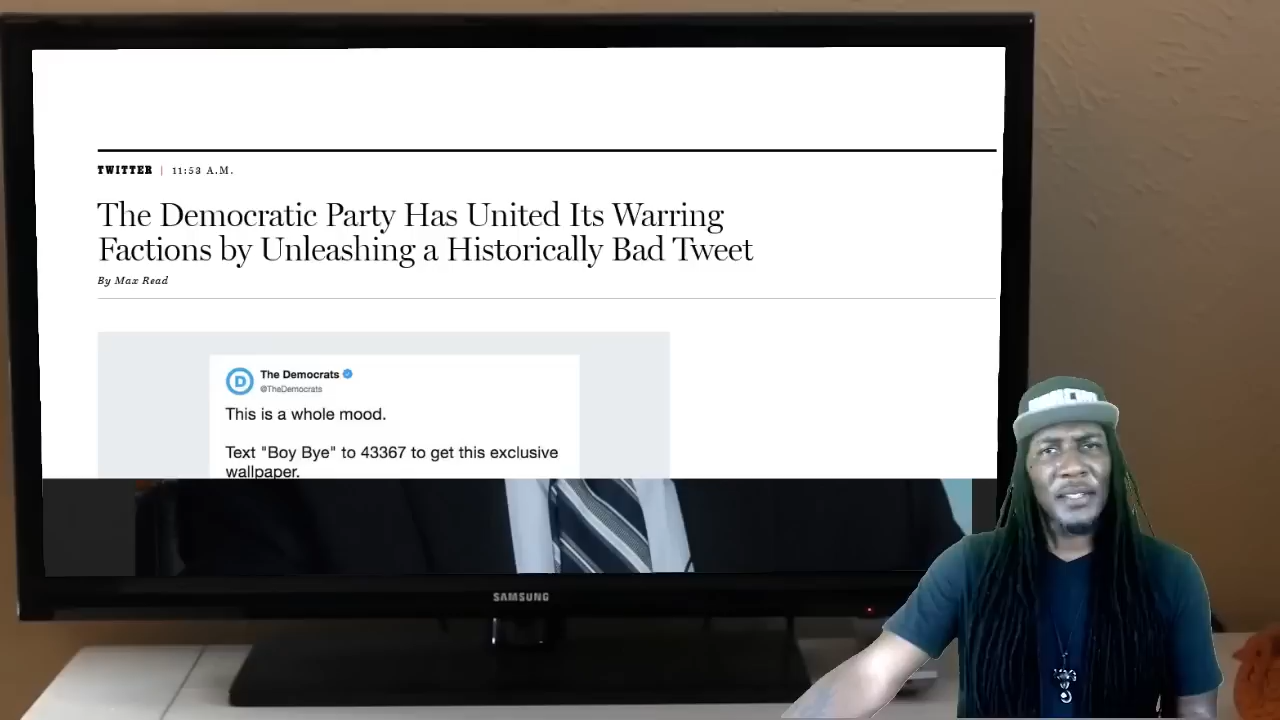 TWITTER | 11:53 A.M.
The Democratic Party Has United Its Warring
Factions by Unleashing a Historically Bad Tweet
By Max Read
The Democrats
@TheDemocrats
This is a whole mood.
Text "Boy Bye" to 43367 to get this exclusive
wallpaper.
SAMSUNG